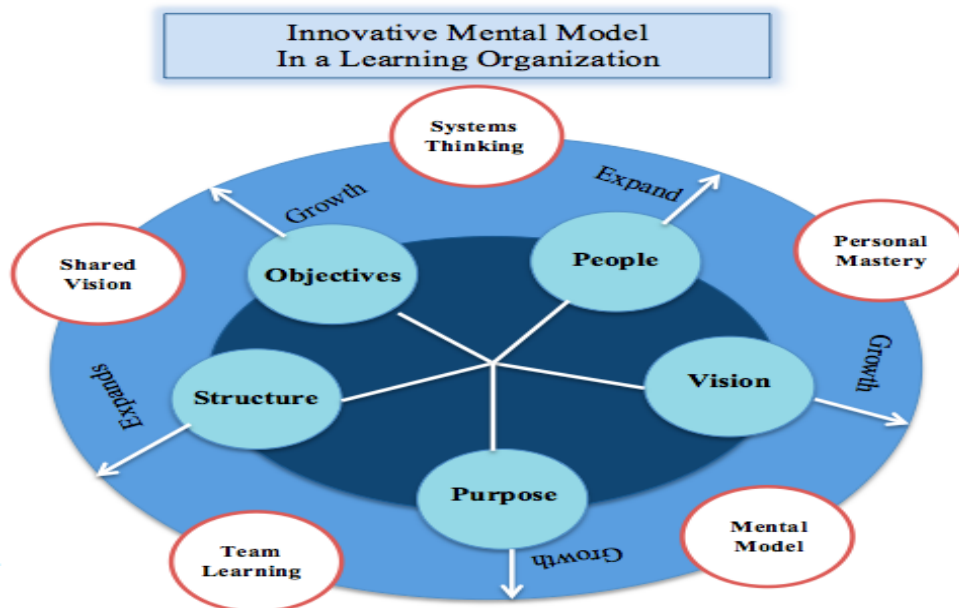 Innovative Mental Model
In a Learning Organization
Systems
Thinking
Expand
Growth
Personal
Mastery
Shared
Vision
Objectives
People
Growth
Expands
Structure
Vision
Purpose
Growth
Mental
Model
Team
Learning